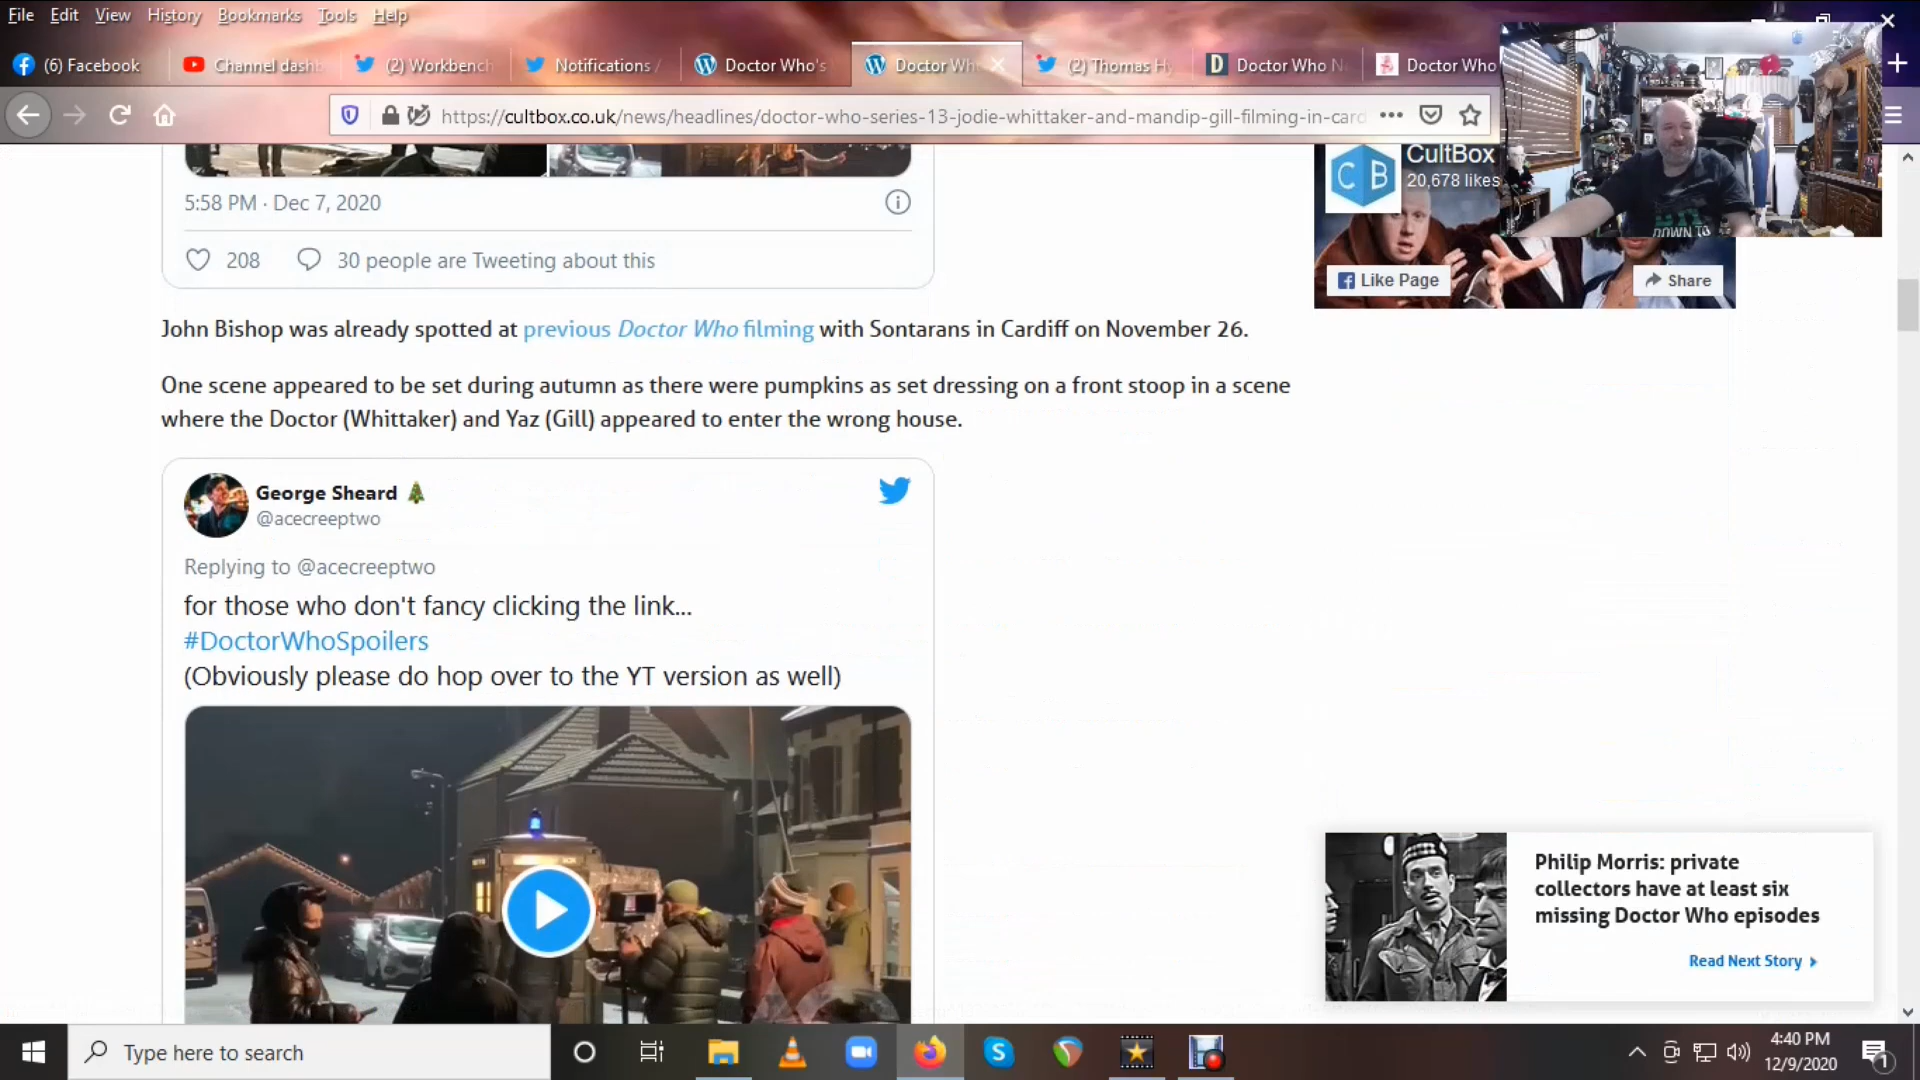 File Edit View History Bookmarks Tools Help
(6) Facebook
Channel dashb
(2) Workbench
Notifications /
Doctor Who's
Doctor Wh
(2) Thomas Hy
Doctor Who N
Doctor Who
https://cultbox.co.uk/news/headlines/doctor-who-series-13-jodie-whittaker-and-mandip-gill-filming-in-card
DOWN TO
CB
CultBox
20,678 likes
Like Page
Share
5:58 PM · Dec 7, 2020
208
30 people are Tweeting about this
John Bishop was already spotted at previous Doctor Who filming with Sontarans in Cardiff on November 26.
One scene appeared to be set during autumn as there were pumpkins as set dressing on a front stoop in a scene
where the Doctor (Whittaker) and Yaz (Gill) appeared to enter the wrong house.
George Sheard
@acecreeptwo
Replying to @acecreeptwo
for those who don't fancy clicking the link...
#DoctorWhoSpoilers
(Obviously please do hop over to the YT version as well)
Philip Morris: private
collectors have at least six
missing Doctor Who episodes
Read Next Story
Type here to search
4:40 PM
12/9/2020
1